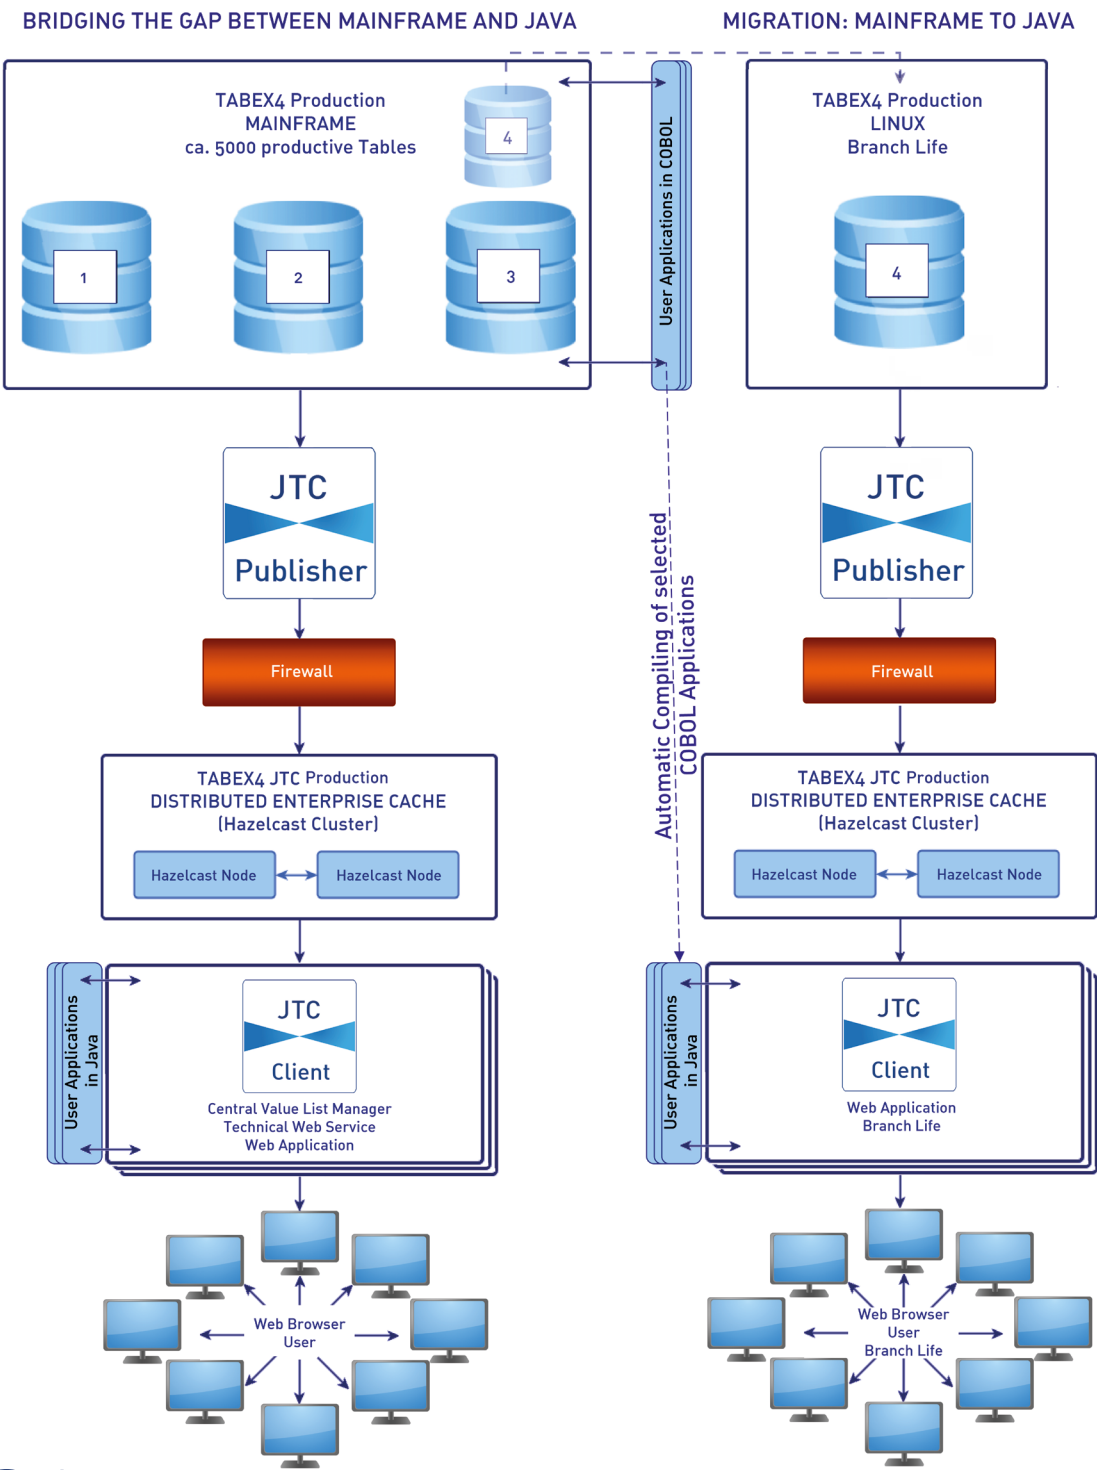 BRIDGING THE GAP BETWEEN MAINFRAME AND JAVA
TABEX4 Production
MAINFRAME
ca. 5000 productive Tables
4
1
2
3
User Applications in COBOL
JTC
Publisher
Firewall
TABEX4 JTC Production
DISTRIBUTED ENTERPRISE CACHE
(Hazelcast Cluster)
Hazelcast Node
Hazelcast Node
User Applications
in Java
JTC
Client
Central Value List Manager
Technical Web Service
Web Application
Web Browser
User
Automatic Compiling of selected
COBOL Applications
MIGRATION: MAINFRAME TO JAVA
TABEX4 Production
LINUX
Branch Life
4
JTC
Publisher
Firewall
TABEX4 JTC Production
DISTRIBUTED ENTERPRISE CACHE
(Hazelcast Cluster)
Hazelcast Node
Hazelcast Node
User Applications
in Java
JTC
Client
Web Application
Branch Life
Web Browser
User
Branch Life